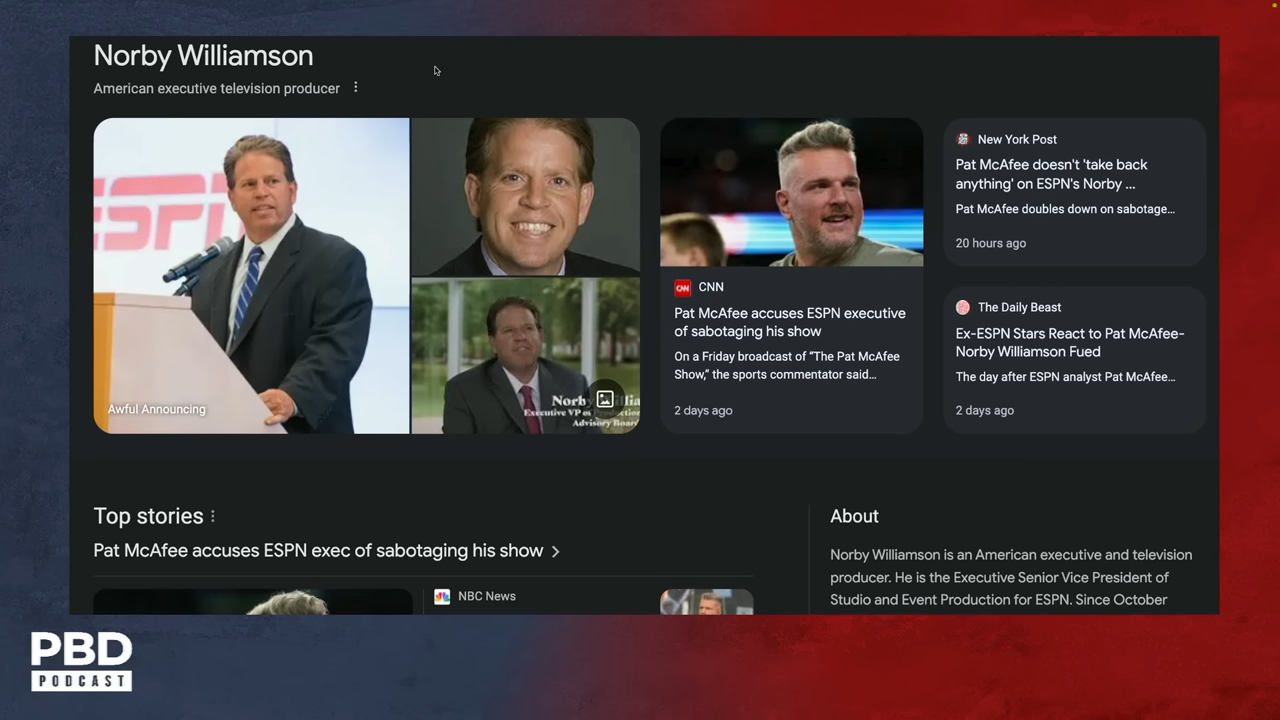 Norby Williamson
American executive television producer
ESPN
Awful Announcing
Norby
Executive VP of Production
Advisory Board
CNN
CNN
Pat McAfee accuses ESPN executive
of sabotaging his show
On a Friday broadcast of “The Pat McAfee
Show,” the sports commentator said...
2 days ago
New York Post
Pat McAfee doesn't 'take back
anything' on ESPN's Norby ...
Pat McAfee doubles down on sabotage...
20 hours ago
The Daily Beast
Ex-ESPN Stars React to Pat McAfee-
Norby Williamson Fued
The day after ESPN analyst Pat McAfee...
2 days ago
Top stories
Pat McAfee accuses ESPN exec of sabotaging his show
NBC News
About
Norby Williamson is an American executive and television
producer. He is the Executive Senior Vice President of
Studio and Event Production for ESPN. Since October
PBD
PODCAST